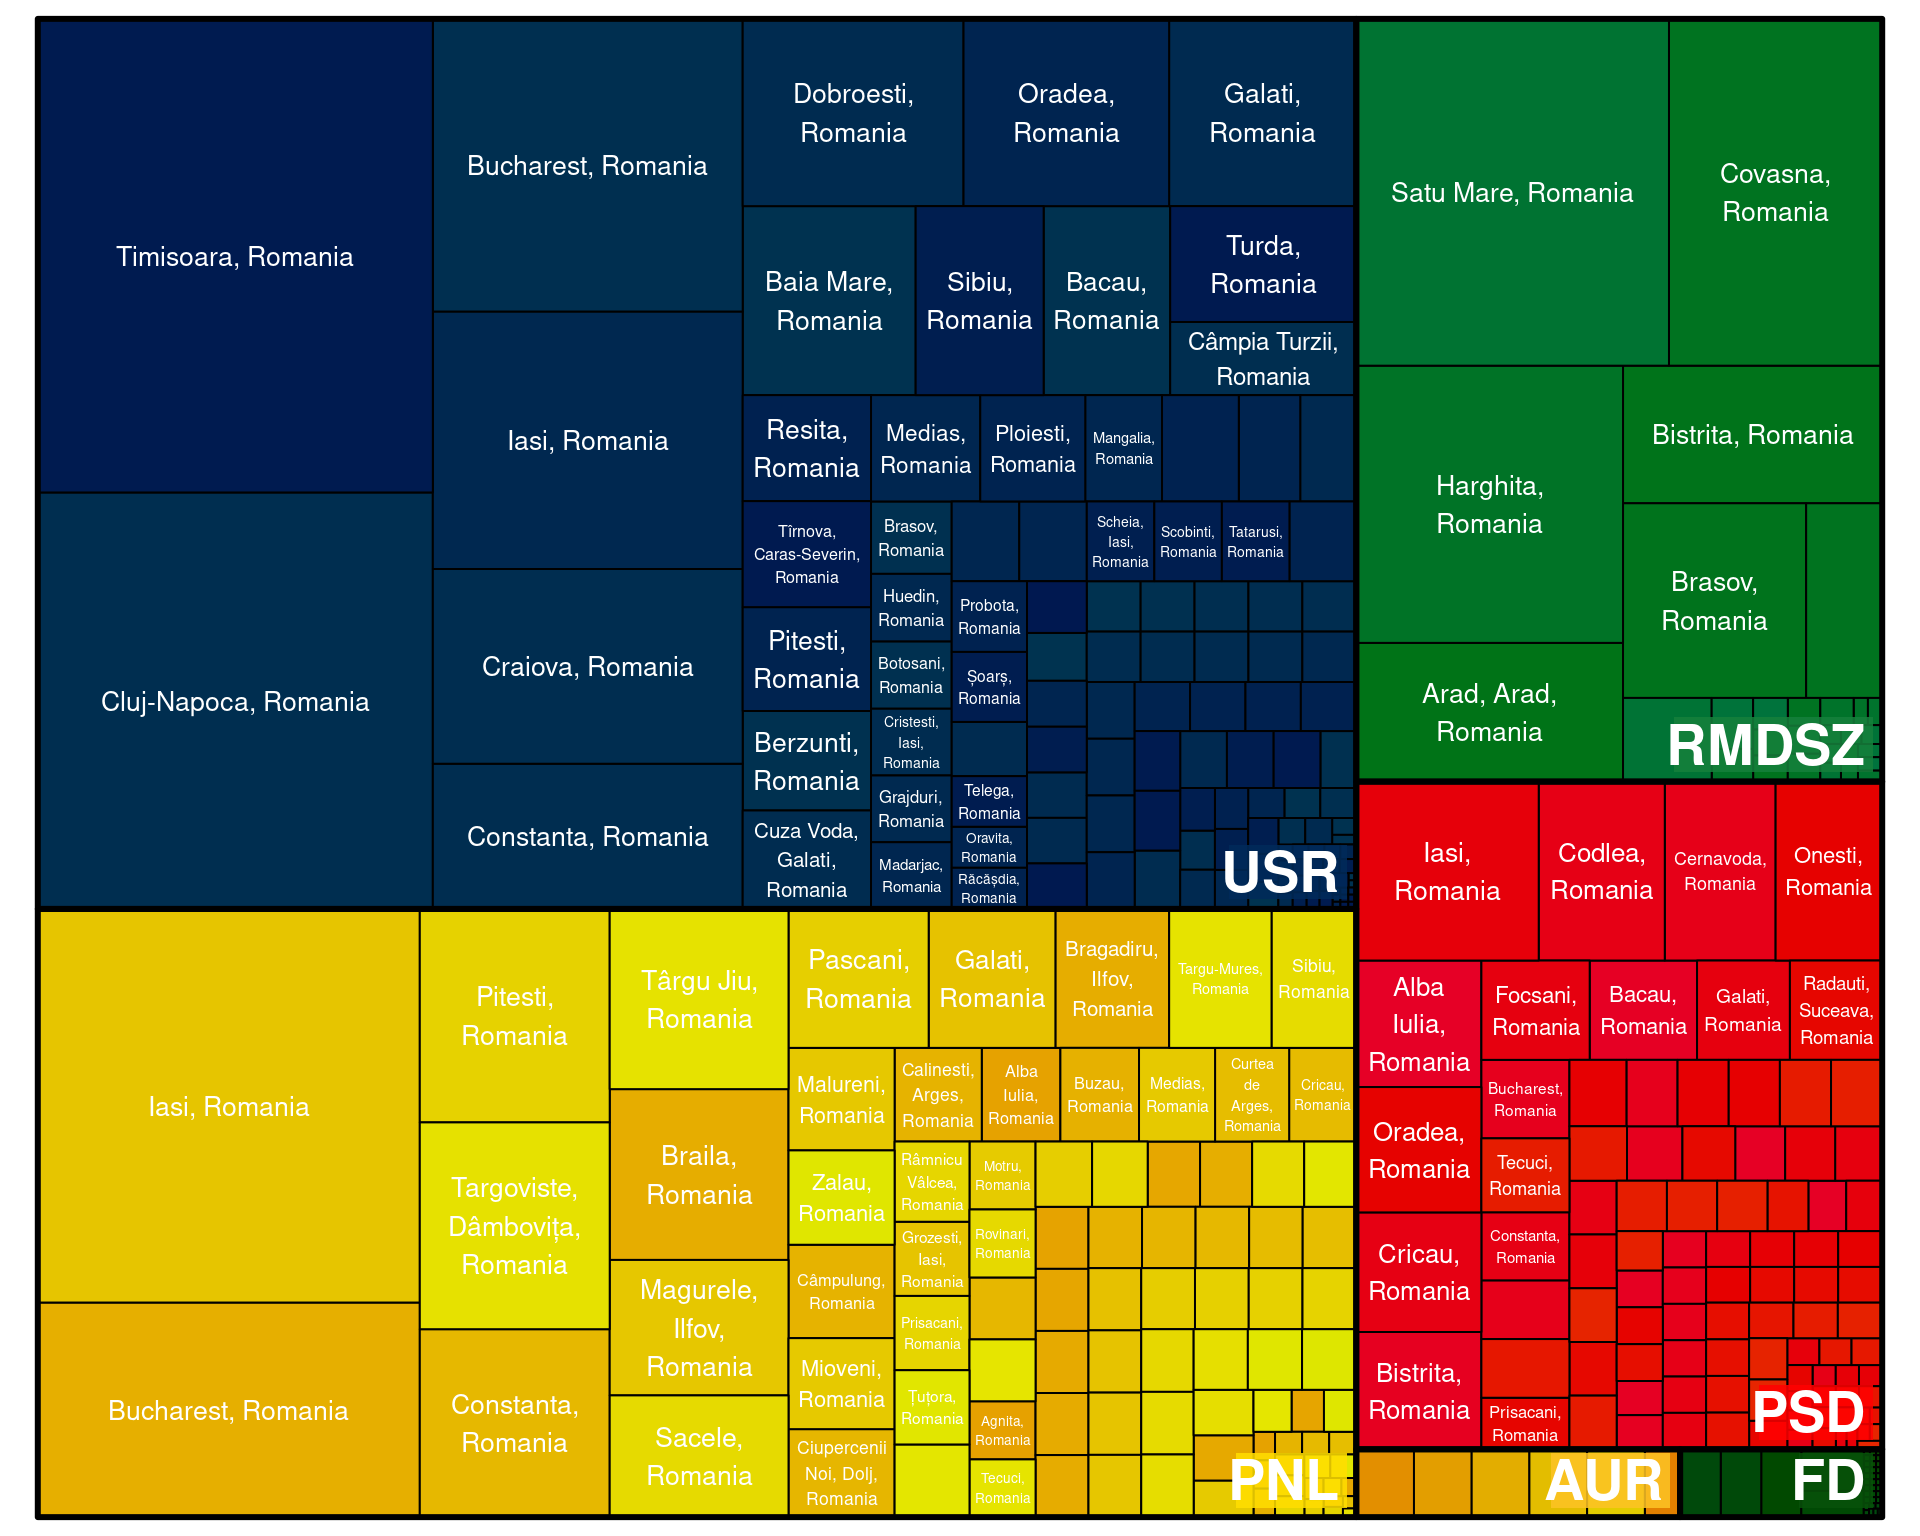 Timisoara, Romania
Cluj-Napoca, Romania
Bucharest, Romania
Iasi, Romania
Craiova, Romania
Constanta, Romania
Dobroesti,
Romania
Oradea,
Romania
Galati,
Romania
Baia Mare,
Romania
Sibiu,
Romania
Bacau,
Romania
Turda,
Romania
Câmpia Turzii,
Romania
Resita,
Romania
Medias,
Romania
Ploiesti,
Romania
Mangalia,
Romania
Tîrnova,
Caras-Severin,
Romania
Pitesti,
Romania
Berzunti,
Romania
Cuza Voda,
Galati,
Romania
Brasov,
Romania
Huedin,
Romania
Botosani,
Romania
Cristesti,
Iasi,
Romania
Grajduri,
Romania
Madarjac,
Romania
Probota,
Romania
Șoarș,
Romania
Telega,
Romania
Oravita,
Romania
Răcășdia,
Romania
Scheia,
Iasi,
Romania
Scobinti,
Romania
Tatarusi,
Romania
USR
Satu Mare, Romania
Covasna,
Romania
Harghita,
Romania
Arad, Arad,
Romania
Bistrita, Romania
Brasov,
Romania
RMDSZ
Iasi, Romania
Bucharest, Romania
Pitesti,
Romania
Targoviste,
Dâmbovița,
Romania
Constanta,
Romania
Târgu Jiu,
Romania
Braila,
Romania
Magurele,
Ilfov,
Romania
Sacele,
Romania
Pascani,
Romania
Galati,
Romania
Bragadiru,
Ilfov,
Romania
Targu-Mures,
Romania
Sibiu,
Romania
Malureni,
Romania
Zalau,
Romania
Câmpulung,
Romania
Mioveni,
Romania
Ciupercenii
Noi, Dolj,
Romania
Calinesti,
Arges,
Romania
Alba
Iulia,
Romania
Buzau,
Romania
Medias,
Romania
Curtea
de
Arges,
Romania
Cricau,
Romania
Râmnicu
Vâlcea,
Romania
Grozesti,
Iasi,
Romania
Prisacani,
Romania
Țuțora,
Romania
Motru,
Romania
Rovinari,
Romania
Agnita,
Romania
Tecuci,
Romania
PNL
Iasi,
Romania
Codlea,
Romania
Cernavoda,
Romania
Onesti,
Romania
Alba
Iulia,
Romania
Oradea,
Romania
Cricau,
Romania
Bistrita,
Romania
Focsani,
Romania
Bacau,
Romania
Galati,
Romania
Radauti,
Suceava,
Romania
Bucharest,
Romania
Tecuci,
Romania
Constanta,
Romania
Prisacani,
Romania
PSD
AUR
FD